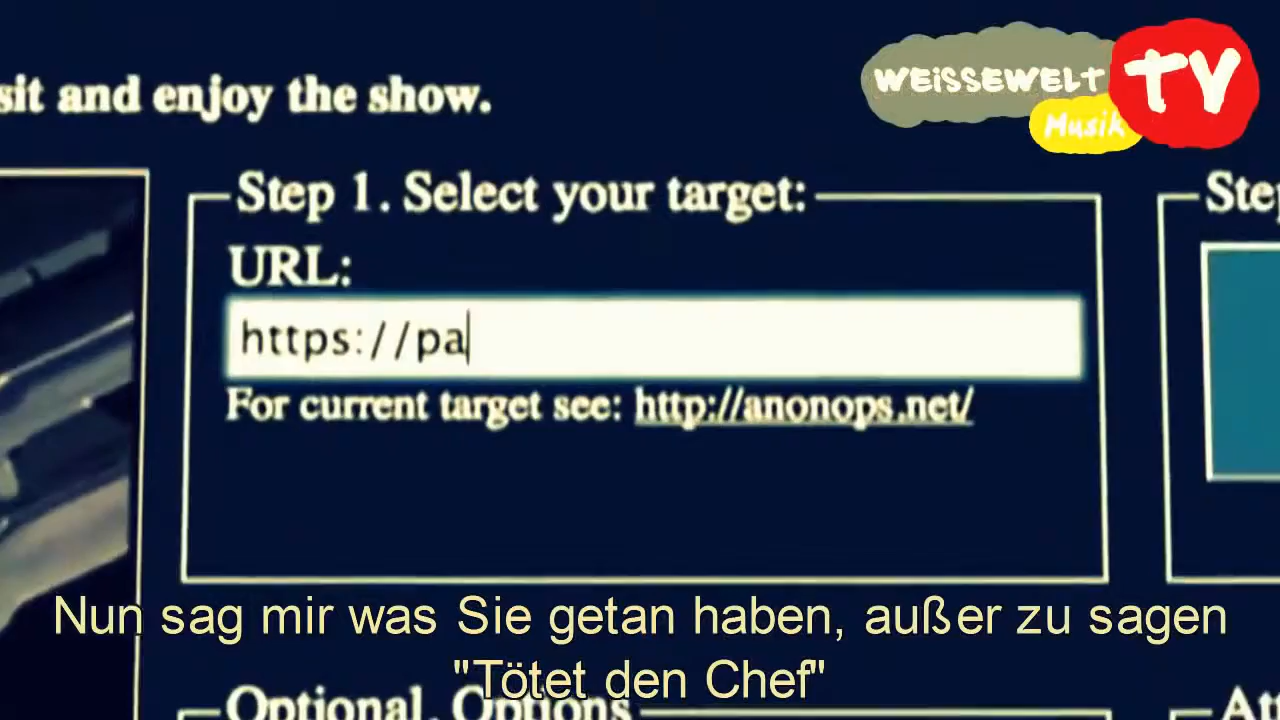 WEISSEWELT TV
Musik
sit and enjoy the show.
Step 1. Select your target:
URL:
https://pa
For current target see: http://anonops.net/
Nun sag mir was Sie getan haben, außer zu sagen
"Tötet den Chef"
Optional. Options